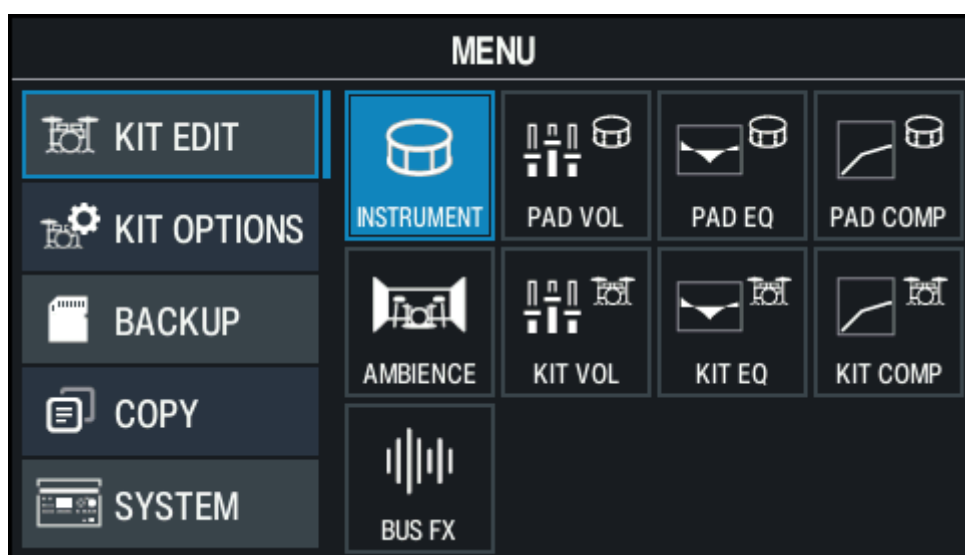 MENU
KIT EDIT
KIT OPTIONS
BACKUP
COPY
SYSTEM
INSTRUMENT
PAD VOL
PAD EQ
PAD COMP
AMBIENCE
KIT VOL
KIT EQ
KIT COMP
BUS FX